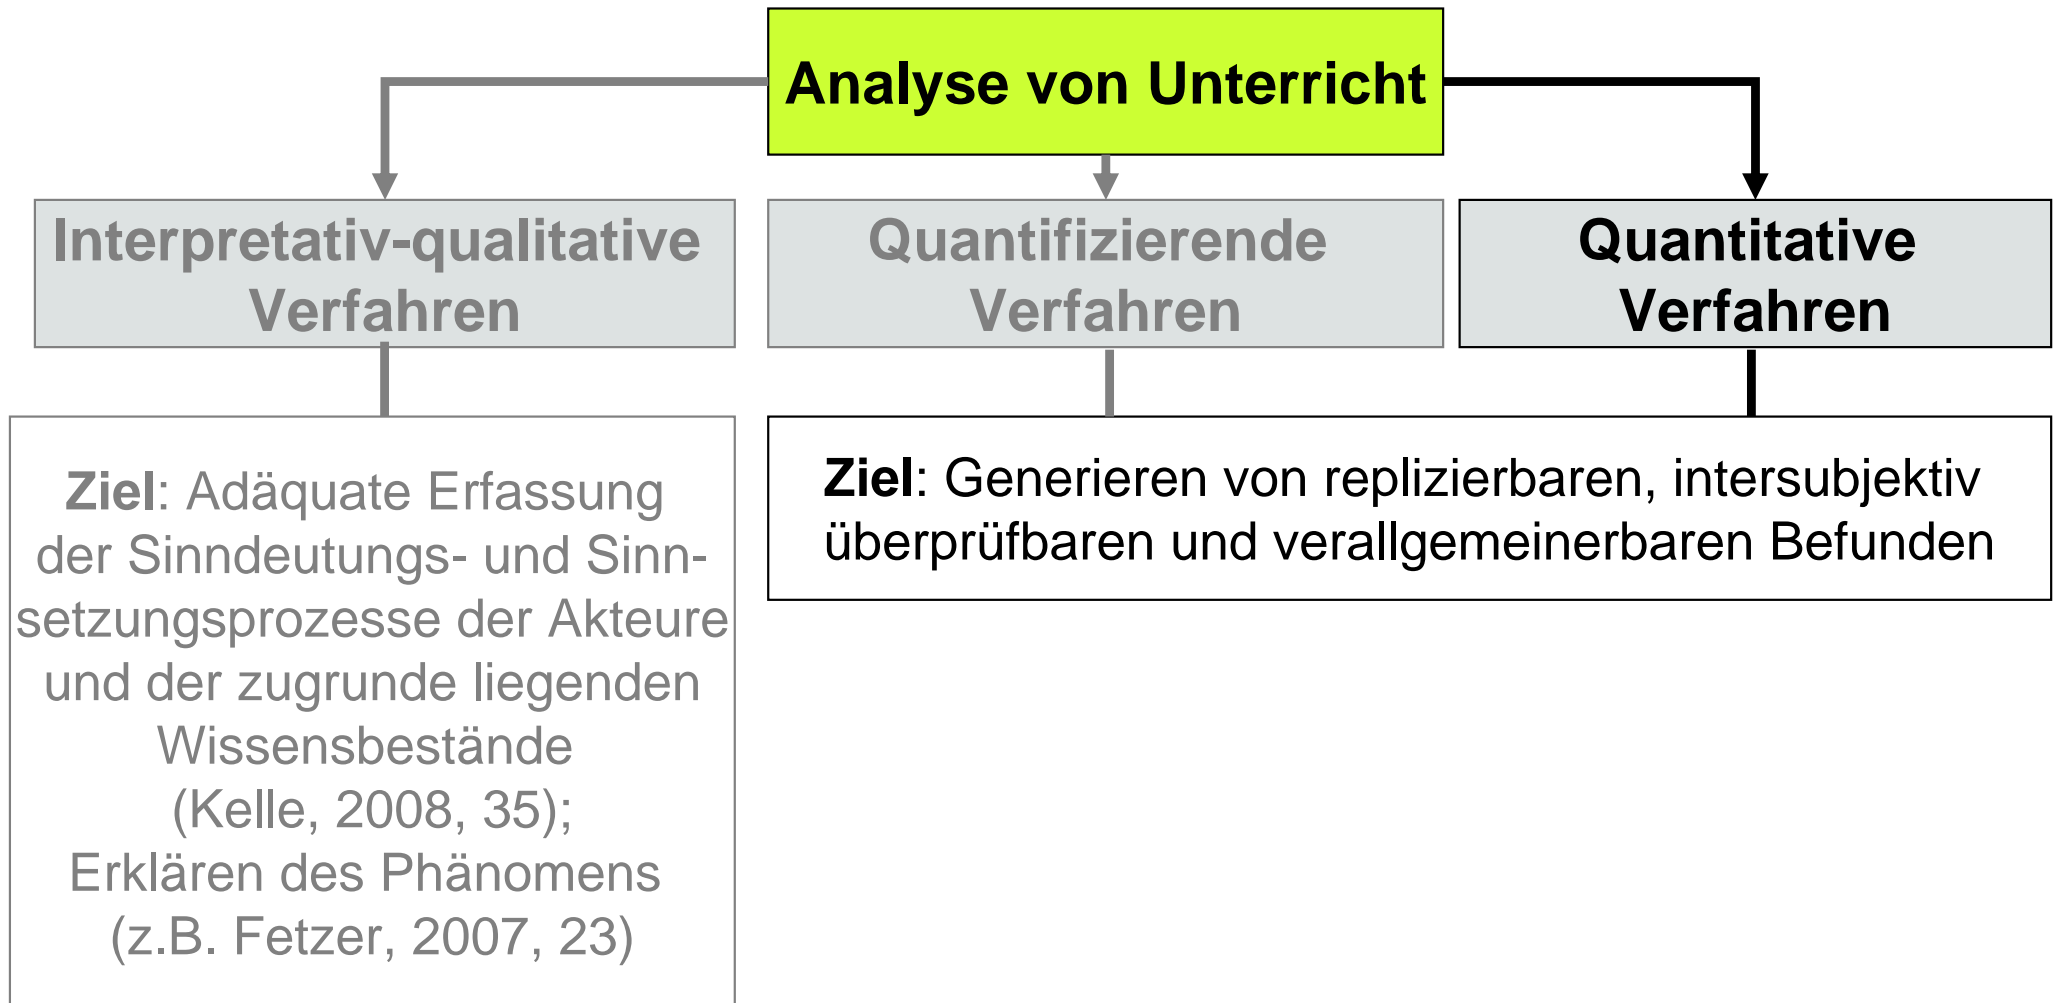 Analyse von Unterricht
Interpretativ-qualitative
Verfahren
Quantifizierende
Verfahren
Quantitative
Verfahren
Ziel: Adäquate Erfassung
der Sinndeutungs- und Sinn-
setzungsprozesse der Akteure
und der zugrunde liegenden
Wissensbestände
(Kelle, 2008, 35);
Erklären des Phänomens
(z.B. Fetzer, 2007, 23)
Ziel: Generieren von replizierbaren, intersubjektiv
überprüfbaren und verallgemeinerbaren Befunden